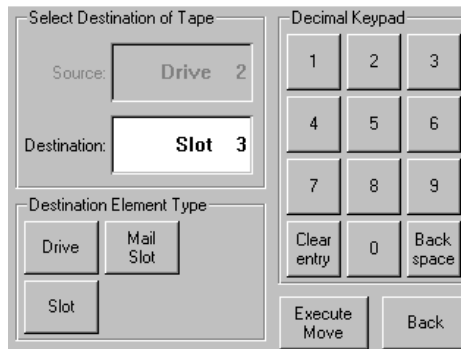 Select Destination of Tape
Source: Drive 2
Destination: Slot 3
Destination Element Type
Drive
Mail
Slot
Slot
Decimal Keypad
1 2 3
4 5 6
7 8 9
Clear
entry
0
Back
space
Execute
Move
Back